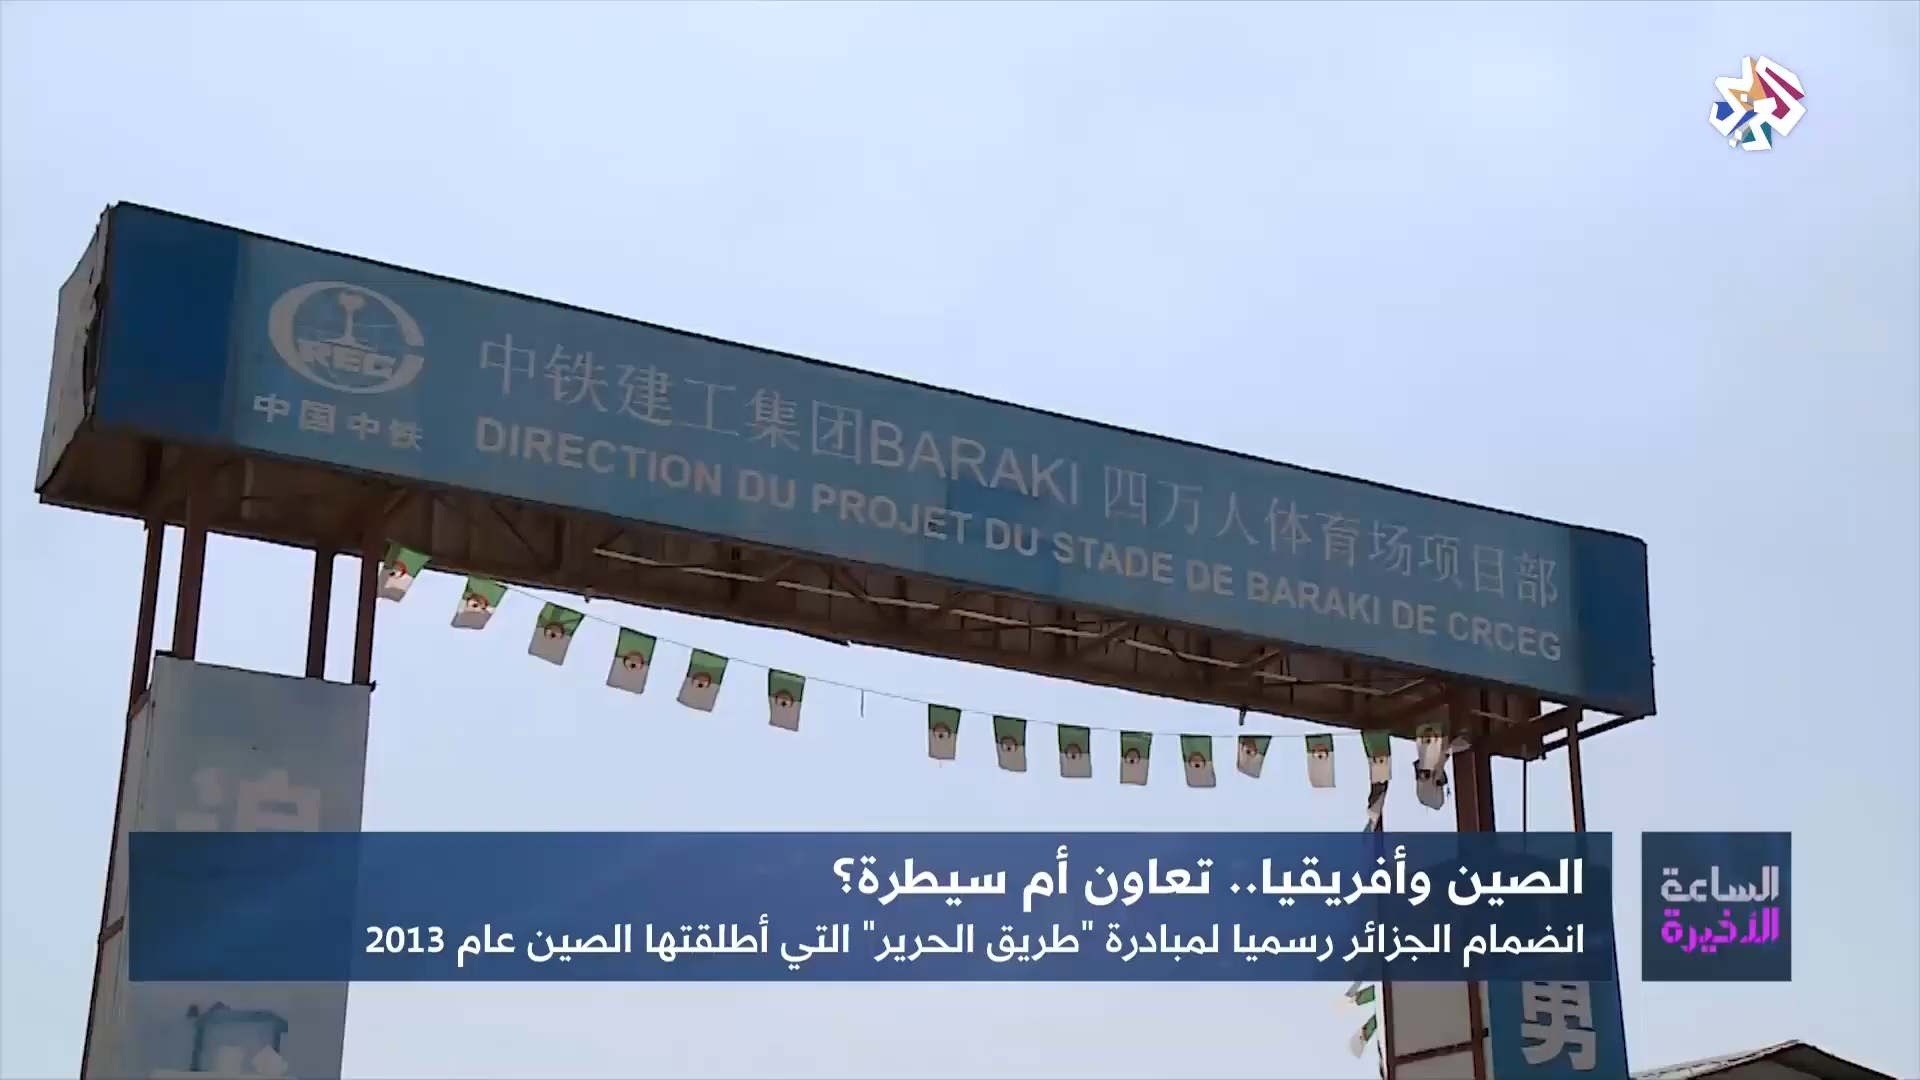 CREC
中国中铁
中铁建工集团BARAKI 四万人体育场项目部
DIRECTION DU PROJET DU STADE DE BARAKI DE CRCEG
الصين وأفريقيا.. تعاون أم سيطرة؟
انضمام الجزائر رسميا لمبادرة "طريق الحرير" التي أطلقتها الصين عام 2013
الساعة
الأخيرة